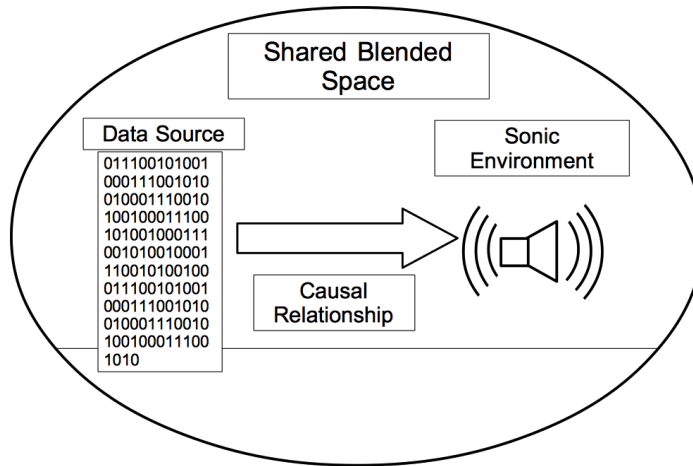 Shared Blended
Space
Data Source
Sonic
Environment
011100101001
000111001010
010001110010
100100011100
101001000111
001010010001
110010100100
011100101001
000111001010
010001110010
100100011100
1010
Causal
Relationship